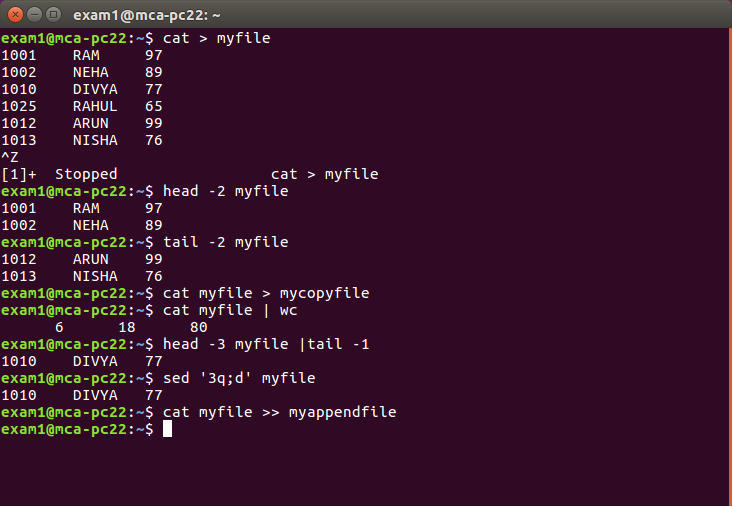 exam1@mca-pc22: ~
exam1@mca-pc22:~$ cat > myfile
1001    RAM     97
1002    NEHA    89
1010    DIVYA   77
1025    RAHUL   65
1012    ARUN    99
1013    NISHA   76
^Z
[1]+  Stopped                 cat > myfile
exam1@mca-pc22:~$ head -2 myfile
1001    RAM     97
1002    NEHA    89
exam1@mca-pc22:~$ tail -2 myfile
1012    ARUN    99
1013    NISHA   76
exam1@mca-pc22:~$ cat myfile > mycopyfile
exam1@mca-pc22:~$ cat myfile | wc
      6      18      80
exam1@mca-pc22:~$ head -3 myfile |tail -1
1010    DIVYA   77
exam1@mca-pc22:~$ sed '3q;d' myfile
1010    DIVYA   77
exam1@mca-pc22:~$ cat myfile >> myappendfile
exam1@mca-pc22:~$